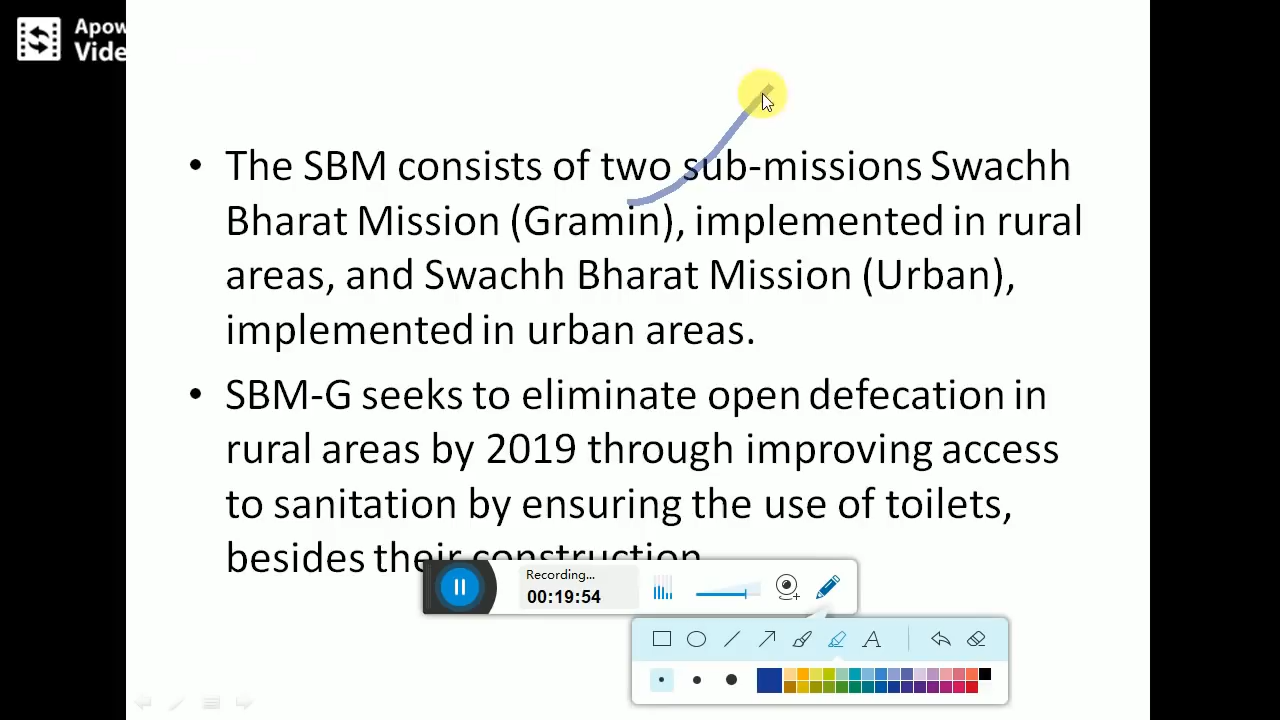 Apow
Vide
• The SBM consists of two sub-missions Swachh
Bharat Mission (Gramin), implemented in rural
areas, and Swachh Bharat Mission (Urban),
implemented in urban areas.
• SBM-G seeks to eliminate open defecation in
rural areas by 2019 through improving access
to sanitation by ensuring the use of toilets,
besides their construction.
Recording...
00:19:54
A